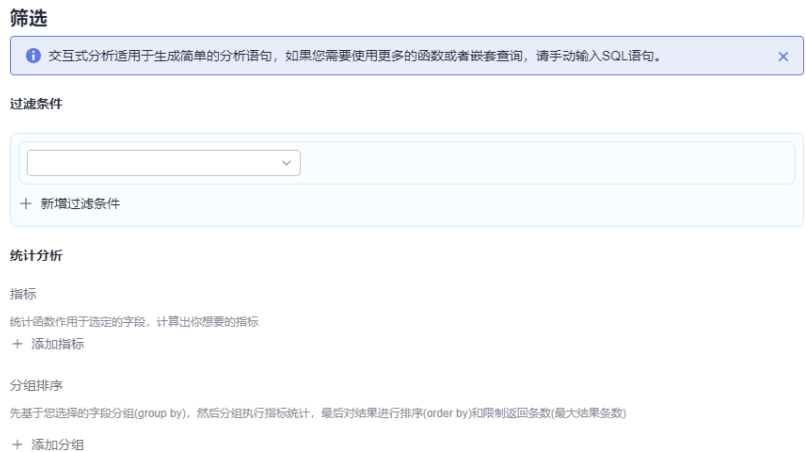 筛选
交互式分析适用于生成简单的分析语句，如果您需要使用更多的函数或者嵌套查询，请手动输入SQL语句。
过滤条件
新增过滤条件
统计分析
指标
统计函数作用于选定的字段，计算出你想要的指标
添加指标
分组排序
先基于您选择的字段分组(group by)，然后分组执行指标统计，最后对结果进行排序(order by)和限制返回条数(最大结果条数)
添加分组